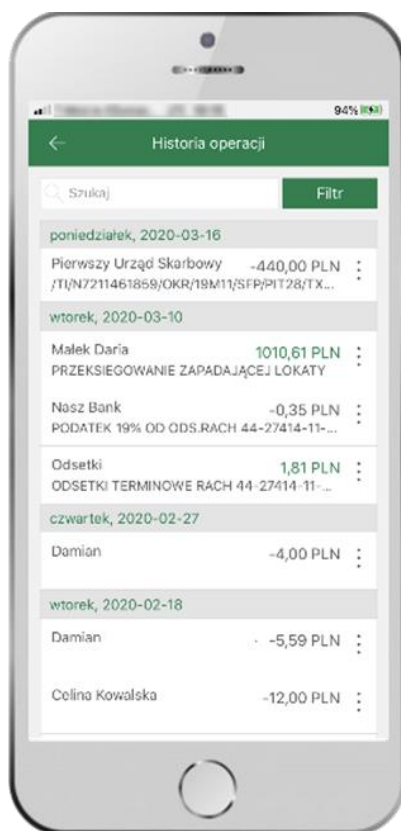 94%
Historia operacji
Szukaj
Filtr
poniedziałek, 2020-03-16
Pierwszy Urząd Skarbowy -440,00 PLN
/TI/N7211461859/OKR/19M11/SFP/PIT28/TX...
wtorek, 2020-03-10
Małek Daria 1010,61 PLN
PRZEKSIEGOWANIE ZAPADAJĄCEJ LOKATY
Nasz Bank -0,35 PLN
PODATEK 19% OD ODS.RACH 44-27414-11-...
Odsetki 1,81 PLN
ODSETKI TERMINOWE RACH 44-27414-11-...
czwartek, 2020-02-27
Damian -4,00 PLN
wtorek, 2020-02-18
Damian - -5,59 PLN
Celina Kowalska -12,00 PLN